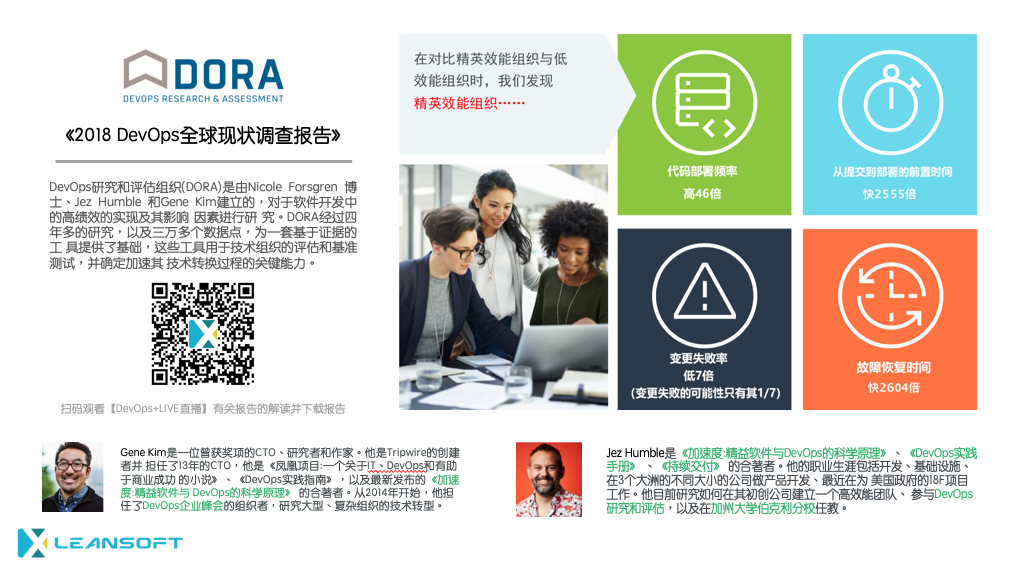 DORA
DEVOPS RESEARCH & ASSESSMENT
《2018 DevOps全球现状调查报告》
DevOps研究和评估组织(DORA)是由Nicole Forsgren 博
士、Jez Humble 和Gene Kim建立的，对于软件开发中
的高绩效的实现及其影响 因素进行研 究。DORA经过四
年多的研究，以及三万多个数据点，为一套基于证据的
工 具提供了基础，这些工具用于技术组织的评估和基准
测试，并确定加速其 技术转换过程的关键能力。
扫码观看【DevOps+LIVE直播】有关报告的解读并下载报告
在对比精英效能组织与低
效能组织时，我们发现
精英效能组织……
代码部署频率
高46倍
从提交到部署的前置时间
快2555倍
变更失败率
低7倍
(变更失败的可能性只有其1/7)
故障恢复时间
快2604倍
Gene Kim是一位曾获奖项的CTO、研究者和作家。他是Tripwire的创建
者并 担任了13年的CTO，他是《凤凰项目:一个关于IT、DevOps和有助
于商业成功 的小说》、《DevOps实践指南》，以及最新发布的《加速
度:精益软件与 DevOps的科学原理》 的合著者。从2014年开始，他担
任了DevOps企业峰会的组织者，研究大型、复杂组织的技术转型。
Jez Humble是《加速度:精益软件与DevOps的科学原理》、《DevOps实践
手册》 、《持续交付》 的合著者。他的职业生涯包括开发、基础设施、
在3个大洲的不同大小的公司做产品开发、最近在为 美国政府的18F项目
工作。他目前研究如何在其初创公司建立一个高效能团队、 参与DevOps
研究和评估，以及在加州大学伯克利分校任教。
LEANSOFT